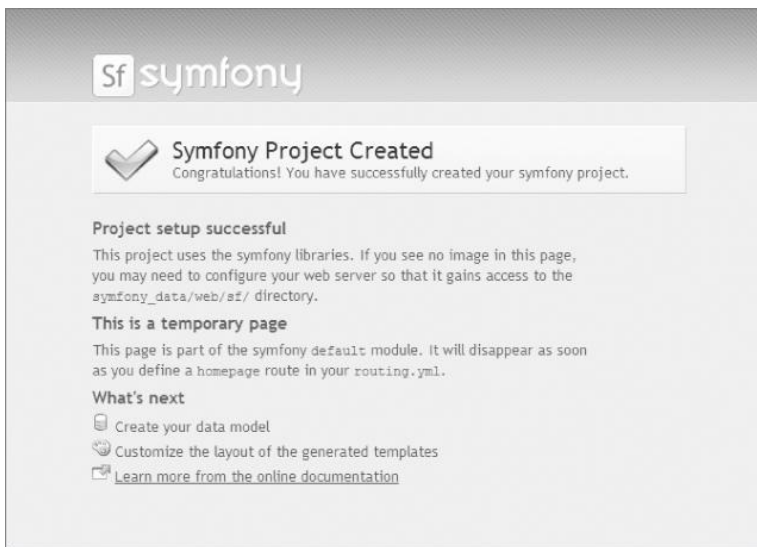 Sf symfony
Symfony Project Created
Congratulations! You have successfully created your symfony project.
Project setup successful
This project uses the symfony libraries. If you see no image in this page,
you may need to configure your web server so that it gains access to the
symfony_data/web/sf/ directory.
This is a temporary page
This page is part of the symfony default module. It will disappear as soon
as you define a homepage route in your routing.yml.
What's next
Create your data model
Customize the layout of the generated templates
Learn more from the online documentation